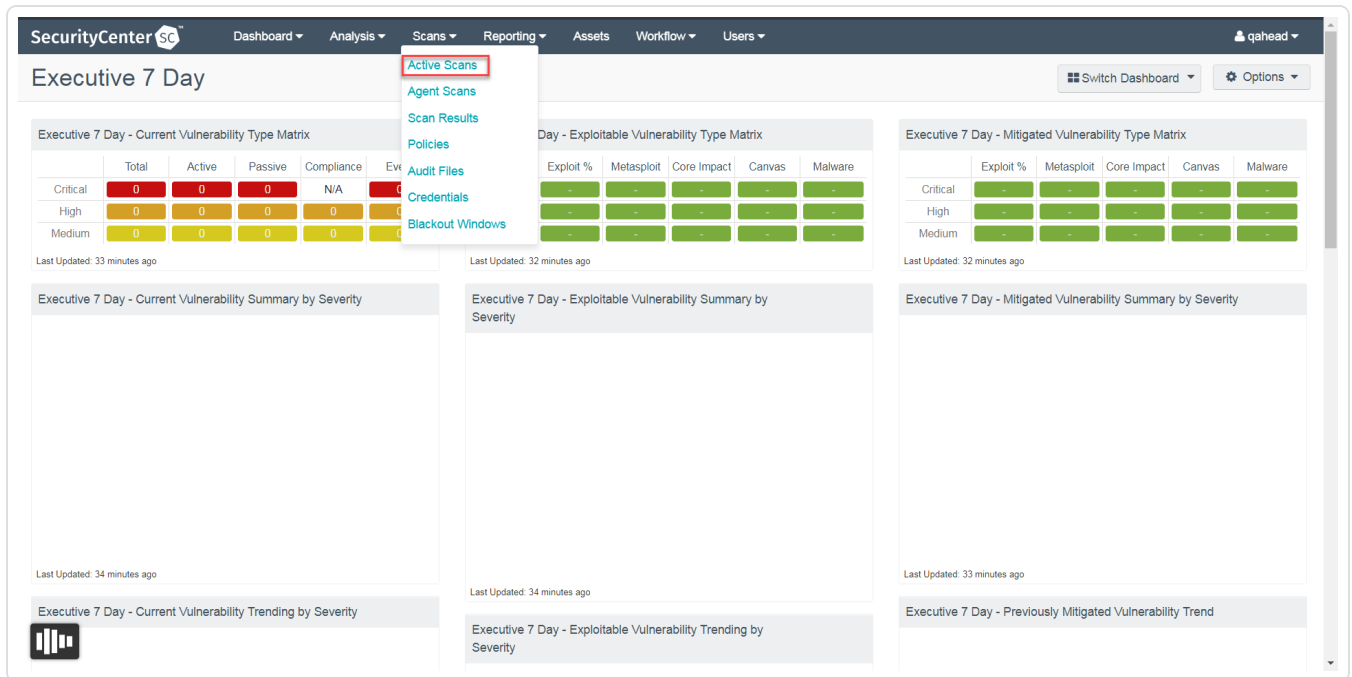 SecurityCenter SC™ Dashboard Analysis Scans Reporting Assets Workflow Users qahead
Executive 7 Day Switch Dashboard Options
Active Scans
Agent Scans
Scan Results
Policies
Audit Files
Credentials
Blackout Windows
Executive 7 Day - Current Vulnerability Type Matrix
Total Active Passive Compliance Eve
Critical 0 0 0 N/A 0
High 0 0 0 0 0
Medium 0 0 0 0 0
Last Updated: 33 minutes ago
Day - Exploitable Vulnerability Type Matrix
Exploit % Metasploit Core Impact Canvas Malware
- - - - -
- - - - -
- - - - -
Last Updated: 32 minutes ago
Executive 7 Day - Mitigated Vulnerability Type Matrix
Exploit % Metasploit Core Impact Canvas Malware
Critical - - - - -
High - - - - -
Medium - - - - -
Last Updated: 32 minutes ago
Executive 7 Day - Current Vulnerability Summary by Severity
Last Updated: 34 minutes ago
Executive 7 Day - Exploitable Vulnerability Summary by
Severity
Last Updated: 34 minutes ago
Executive 7 Day - Mitigated Vulnerability Summary by Severity
Last Updated: 33 minutes ago
Executive 7 Day - Current Vulnerability Trending by Severity
Executive 7 Day - Exploitable Vulnerability Trending by
Severity
Executive 7 Day - Previously Mitigated Vulnerability Trend